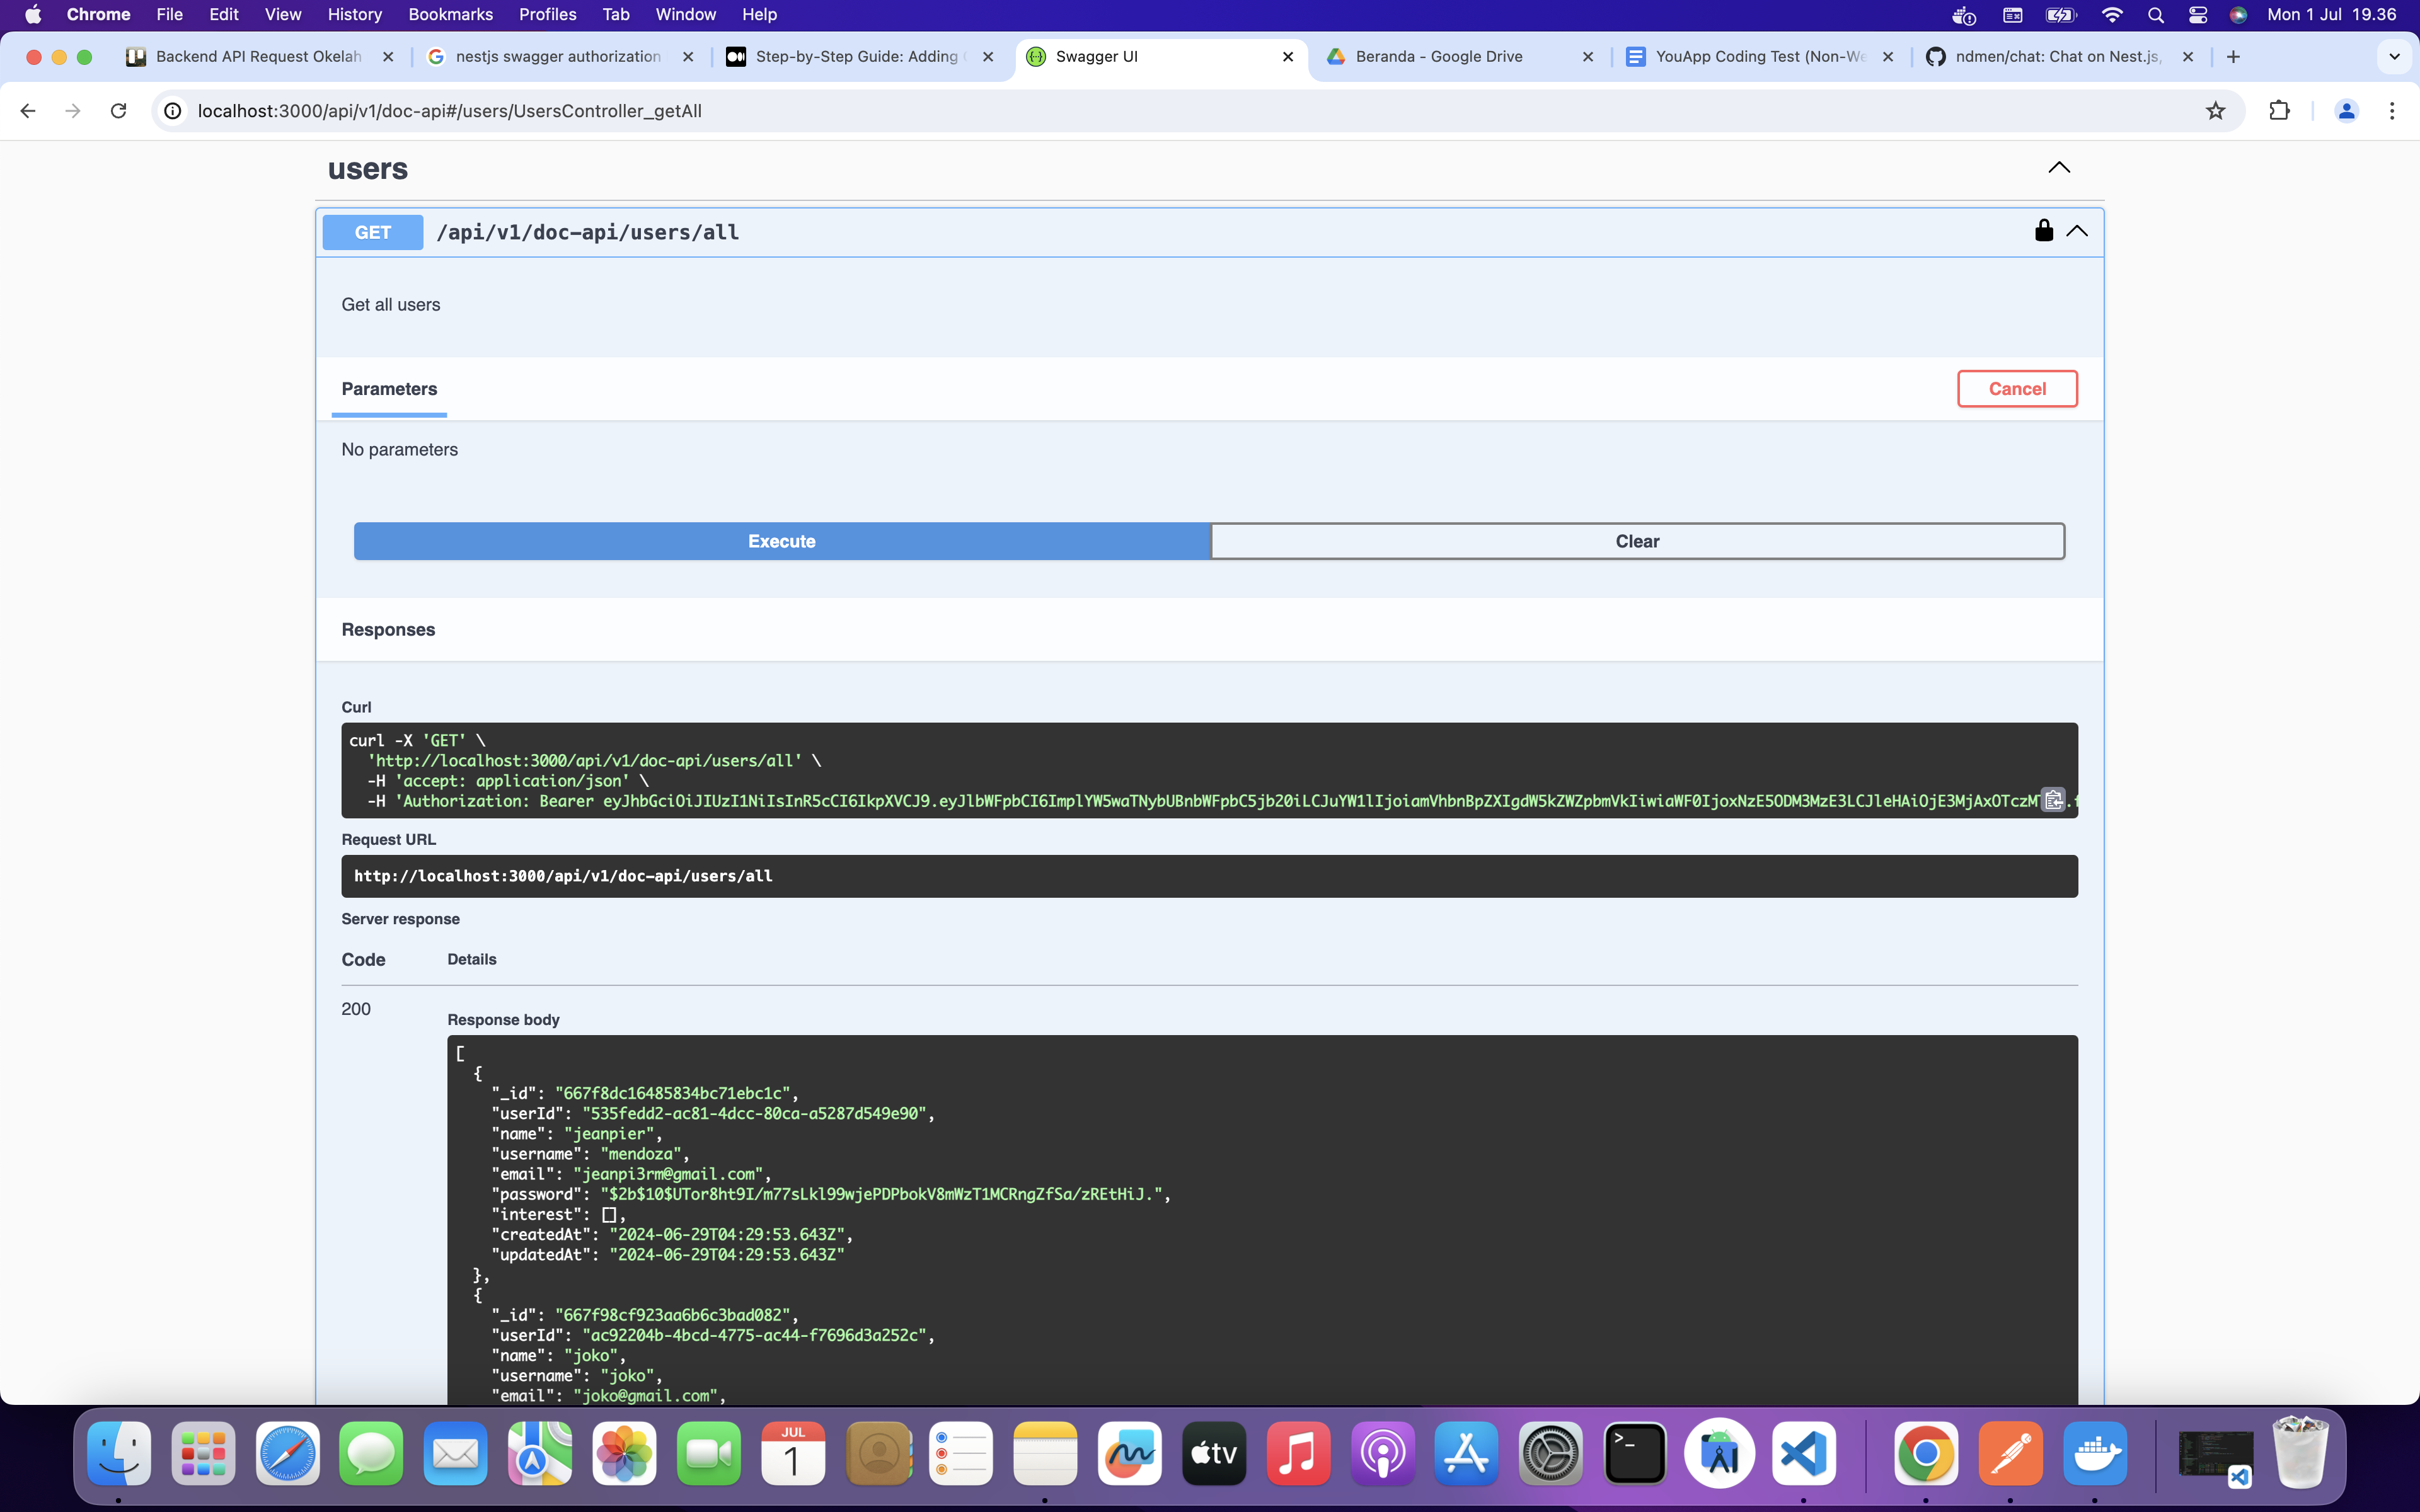 Chrome File Edit View History Bookmarks Profiles Tab Window Help Mon 1 Jul 19.36
Backend API Request Okelah nestjs swagger authorization Step-by-Step Guide: Adding Swagger UI Beranda - Google Drive YouApp Coding Test (Non-We ndmen/chat: Chat on Nest.js,
localhost:3000/api/v1/doc-api#/users/UsersController_getAll
users
GET /api/v1/doc-api/users/all
Get all users
Parameters Cancel
No parameters
Execute Clear
Responses
Curl
curl -X 'GET' \
'http://localhost:3000/api/v1/doc-api/users/all' \
-H 'accept: application/json' \
-H 'Authorization: Bearer eyJhbGciOiJIUzI1NiIsInR5cCI6IkpXVCJ9.eyJlbWFpbCI6ImplYW5waTNybUBnbWFpbC5jb20iLCJuYW1lIjoiamVhbnBpZXIgdW5kZWZpbmVkIiwiaWF0IjoxNzE5ODM3MzE3LCJleHAiOjE3MjAxOTczMT
Request URL
http://localhost:3000/api/v1/doc-api/users/all
Server response
Code Details
200
Response body
[
{
"_id": "667f8dc16485834bc71ebc1c",
"userId": "535fedd2-ac81-4dcc-80ca-a5287d549e90",
"name": "jeanpier",
"username": "mendoza",
"email": "jeanpi3rm@gmail.com",
"password": "$2b$10$UTor8ht9I/m77sLkl99wjePDPbokV8mWzT1MCRngZfSa/zREtHiJ.",
"interest": [],
"createdAt": "2024-06-29T04:29:53.643Z",
"updatedAt": "2024-06-29T04:29:53.643Z"
},
{
"_id": "667f98cf923aa6b6c3bad082",
"userId": "ac92204b-4bcd-4775-ac44-f7696d3a252c",
"name": "joko",
"username": "joko",
"email": "joko@gmail.com",
JUL
1
tv